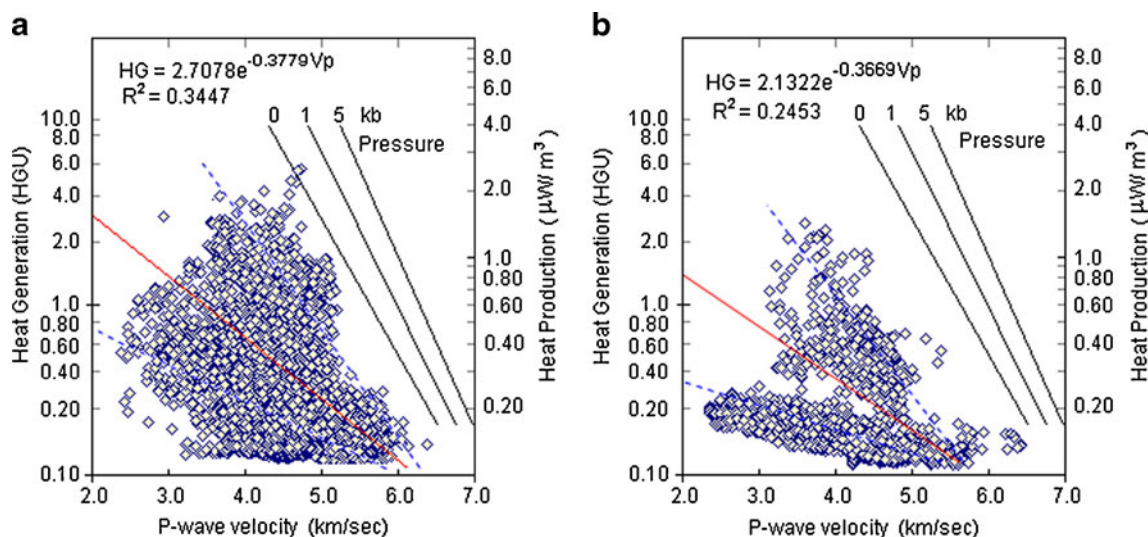 a
HG = 2.7078e^-0.3779Vp
R² = 0.3447
0 1 5 kb
Pressure
Heat Generation (HGU)
10.0
8.0
6.0
4.0
2.0
1.0
0.80
0.60
0.40
0.20
0.10
2.0 3.0 4.0 5.0 6.0 7.0
P-wave velocity (km/sec)
8.0
6.0
4.0
2.0
1.0
0.80
0.60
0.40
0.20
Heat Production (µW/m³)
b
HG = 2.1322e^-0.3669Vp
R² = 0.2453
0 1 5 kb
Pressure
Heat Generation (HGU)
10.0
8.0
6.0
4.0
2.0
1.0
0.80
0.60
0.40
0.20
0.10
2.0 3.0 4.0 5.0 6.0 7.0
P-wave velocity (km/sec)
8.0
6.0
4.0
2.0
1.0
0.80
0.60
0.40
0.20
Heat Production (µW/m³)